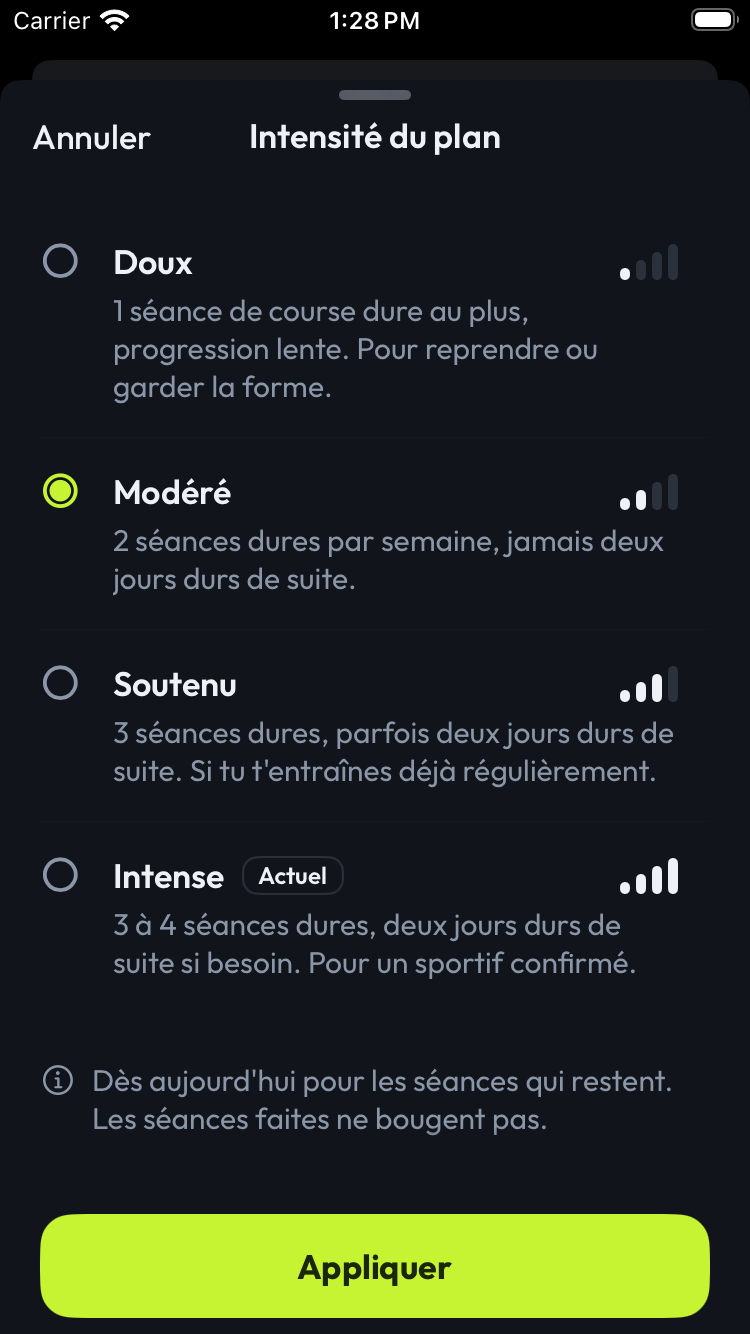 Carrier 1:28 PM
Annuler Intensité du plan
Doux
1 séance de course dure au plus,
progression lente. Pour reprendre ou
garder la forme.
Modéré
2 séances dures par semaine, jamais deux
jours durs de suite.
Soutenu
3 séances dures, parfois deux jours durs de
suite. Si tu t'entraînes déjà régulièrement.
Intense Actuel
3 à 4 séances dures, deux jours durs de
suite si besoin. Pour un sportif confirmé.
Dès aujourd'hui pour les séances qui restent.
Les séances faites ne bougent pas.
Appliquer